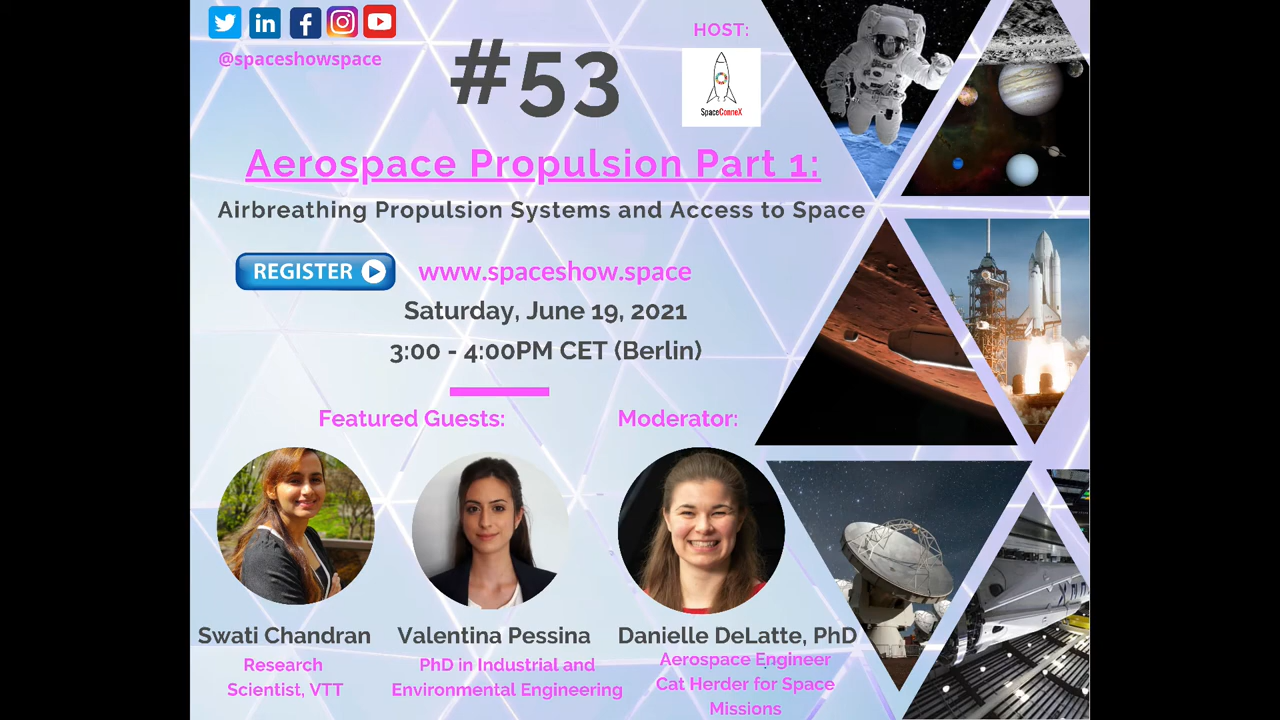 @spaceshowspace
#53
HOST:
SpaceConneX
Aerospace Propulsion Part 1:
Airbreathing Propulsion Systems and Access to Space
REGISTER
www.spaceshow.space
Saturday, June 19, 2021
3:00 - 4:00PM CET (Berlin)
Featured Guests:
Moderator:
Swati Chandran
Research
Scientist, VTT
Valentina Pessina
PhD in Industrial and
Environmental Engineering
Danielle DeLatte, PhD
Aerospace Engineer
Cat Herder for Space
Missions